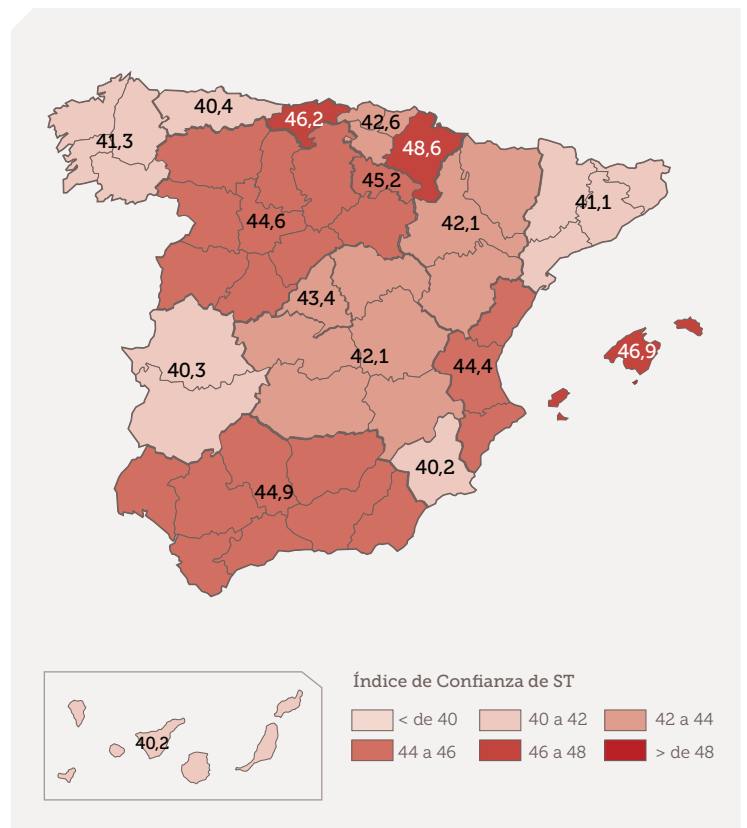 40,4
46,2
42,6
41,3
48,6
45,2
41,1
44,6
42,1
43,4
46,9
42,1
44,4
40,3
40,2
44,9
40,2
Índice de Confianza de ST
< de 40
40 a 42
42 a 44
44 a 46
46 a 48
> de 48